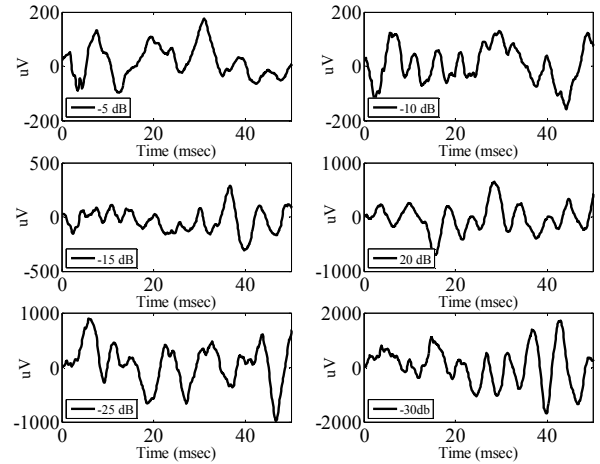 200
0
-200
uV
-5 dB
0 20 40
Time (msec)
200
0
-200
uV
-10 dB
0 20 40
Time (msec)
500
0
-500
uV
-15 dB
0 20 40
Time (msec)
1000
0
-1000
uV
20 dB
0 20 40
Time (msec)
1000
0
-1000
uV
-25 dB
0 20 40
Time (msec)
2000
0
-2000
uV
-30db
0 20 40
Time (msec)